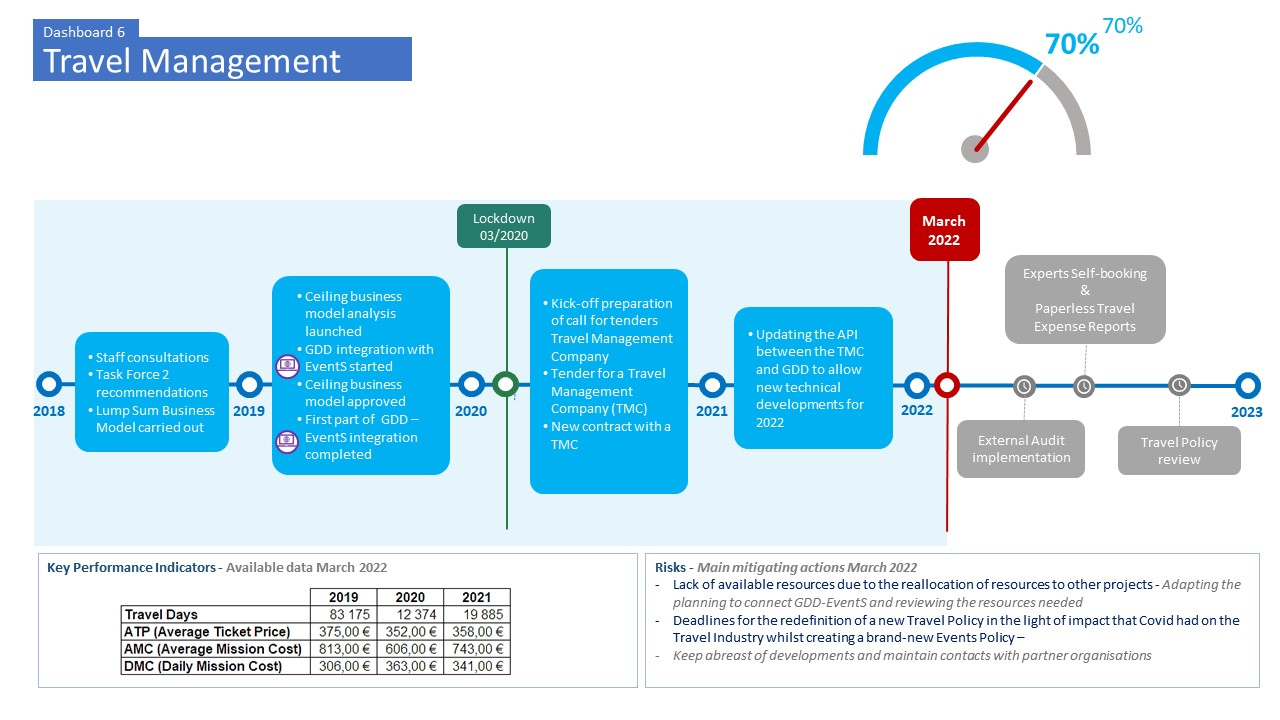 Dashboard 6
Travel Management
70%
70%
Lockdown
03/2020
March
2022
• Staff consultations
• Task Force 2
recommendations
• Lump Sum Business
Model carried out
• Ceiling business
model analysis
launched
• GDD integration with
EventS started
• Ceiling business
model approved
• First part of GDD –
EventS integration
completed
• Kick-off preparation
of call for tenders
Travel Management
Company
• Tender for a Travel
Management
Company (TMC)
• New contract with a
TMC
• Updating the API
between the TMC
and GDD to allow
new technical
developments for
2022
Experts Self-booking
&
Paperless Travel
Expense Reports
External Audit
implementation
Travel Policy
review
2018
2019
2020
2021
2022
2023
Key Performance Indicators - Available data March 2022
2019 2020 2021
Travel Days 83 175 12 374 19 885
ATP (Average Ticket Price) 375,00 € 352,00 € 358,00 €
AMC (Average Mission Cost) 813,00 € 606,00 € 743,00 €
DMC (Daily Mission Cost) 306,00 € 363,00 € 341,00 €
Risks - Main mitigating actions March 2022
- Lack of available resources due to the reallocation of resources to other projects - Adapting the
planning to connect GDD-EventS and reviewing the resources needed
- Deadlines for the redefinition of a new Travel Policy in the light of impact that Covid had on the
Travel Industry whilst creating a brand-new Events Policy –
- Keep abreast of developments and maintain contacts with partner organisations